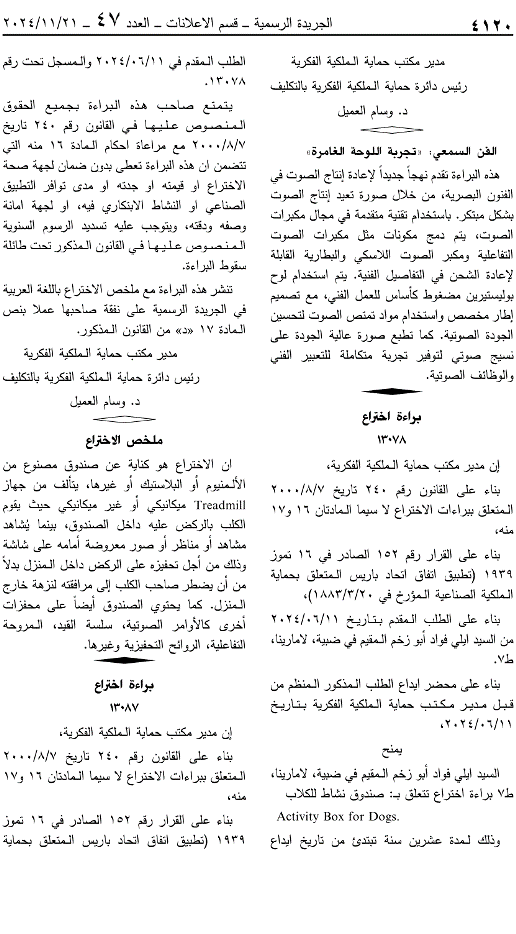 ٤١٢٠
الجريدة الرسمية – قسم الاعلانات – العدد ٤٧ – ٢٠٢٤/١١/٢١
مدير مكتب حماية الملكية الفكرية
رئيس دائرة حماية الملكية الفكرية بالتكليف
د. وسام العميل
الفن السمعي: «تجربة اللوحة الغامرة»
هذه البراءة تقدم نهجاً جديداً لإعادة إنتاج الصوت في
الفنون البصرية، من خلال صورة تعيد إنتاج الصوت
بشكل مبتكر. باستخدام تقنية متقدمة في مجال مكبرات
الصوت، يتم دمج مكونات مثل مكبرات الصوت
التفاعلية ومكبر الصوت اللاسلكي والبطارية القابلة
لإعادة الشحن في التفاصيل الفنية. يتم استخدام لوح
بوليستيرين مضغوط كأساس للعمل الفني، مع تصميم
إطار مخصص واستخدام مواد تمتص الصوت لتحسين
الجودة الصوتية. كما تطبع صورة عالية الجودة على
نسيج صوتي لتوفير تجربة متكاملة للتعبير الفني
والوظائف الصوتية.
براءة اختراع
١٣٠٧٨
إن مدير مكتب حماية الملكية الفكرية،
بناء على القانون رقم ٢٤٠ تاريخ ٢٠٠٠/٨/٧
المتعلق ببراءات الاختراع لا سيما المادتان ١٦ و١٧
منه،
بناء على القرار رقم ١٥٢ الصادر في ١٦ تموز
١٩٣٩ (تطبيق اتفاق اتحاد باريس المتعلق بحماية
الملكية الصناعية المؤرخ في ١٨٨٣/٣/٢٠)،
بناء على الطلب المقدم بتاريخ ٢٠٢٤/٠٦/١١
من السيد ايلي فواد أبو زخم المقيم في ضبية، لامارينا،
ط٧.
بناء على محضر ايداع الطلب المذكور المنظم من
قبل مدير مكتب حماية الملكية الفكرية بتاريخ
٢٠٢٤/٠٦/١١،
يمنح
السيد ايلي فواد أبو زخم المقيم في ضبية، لامارينا،
ط٧ براءة اختراع تتعلق بـ: صندوق نشاط للكلاب
Activity Box for Dogs.
وذلك لمدة عشرين سنة تبتدئ من تاريخ ايداع
الطلب المقدم في ٢٠٢٤/٠٦/١١ والمسجل تحت رقم
١٣٠٧٨.
يتمتع صاحب هذه البراءة بجميع الحقوق
المنصوص عليها في القانون رقم ٢٤٠ تاريخ
٢٠٠٠/٨/٧ مع مراعاة احكام المادة ١٦ منه التي
تتضمن ان هذه البراءة تعطى بدون ضمان لجهة صحة
الاختراع او قيمته او جدته او مدى توافر التطبيق
الصناعي او النشاط الابتكاري فيه، او لجهة امانة
وصفه ودقته، ويتوجب عليه تسديد الرسوم السنوية
المنصوص عليها في القانون المذكور تحت طائلة
سقوط البراءة.
تنشر هذه البراءة مع ملخص الاختراع باللغة العربية
في الجريدة الرسمية على نفقة صاحبها عملا بنص
المادة ١٧ «د» من القانون المذكور.
مدير مكتب حماية الملكية الفكرية
رئيس دائرة حماية الملكية الفكرية بالتكليف
د. وسام العميل
ملخص الاختراع
ان الاختراع هو كناية عن صندوق مصنوع من
الألمنيوم أو البلاستيك أو غيرها، يتألف من جهاز
Treadmill ميكانيكي أو غير ميكانيكي حيث يقوم
الكلب بالركض عليه داخل الصندوق، بينما يُشاهد
مشاهد أو مناظر أو صور معروضة أمامه على شاشة
وذلك من أجل تحفيزه على الركض داخل المنزل بدلاً
من أن يضطر صاحب الكلب إلى مرافقته لنزهة خارج
المنزل. كما يحتوي الصندوق أيضاً على محفزات
أخرى كالأوامر الصوتية، سلسة القيد، المروحة
التفاعلية، الروائح التحفيزية وغيرها.
براءة اختراع
١٣٠٨٧
إن مدير مكتب حماية الملكية الفكرية،
بناء على القانون رقم ٢٤٠ تاريخ ٢٠٠٠/٨/٧
المتعلق ببراءات الاختراع لا سيما المادتان ١٦ و١٧
منه،
بناء على القرار رقم ١٥٢ الصادر في ١٦ تموز
١٩٣٩ (تطبيق اتفاق اتحاد باريس المتعلق بحماية